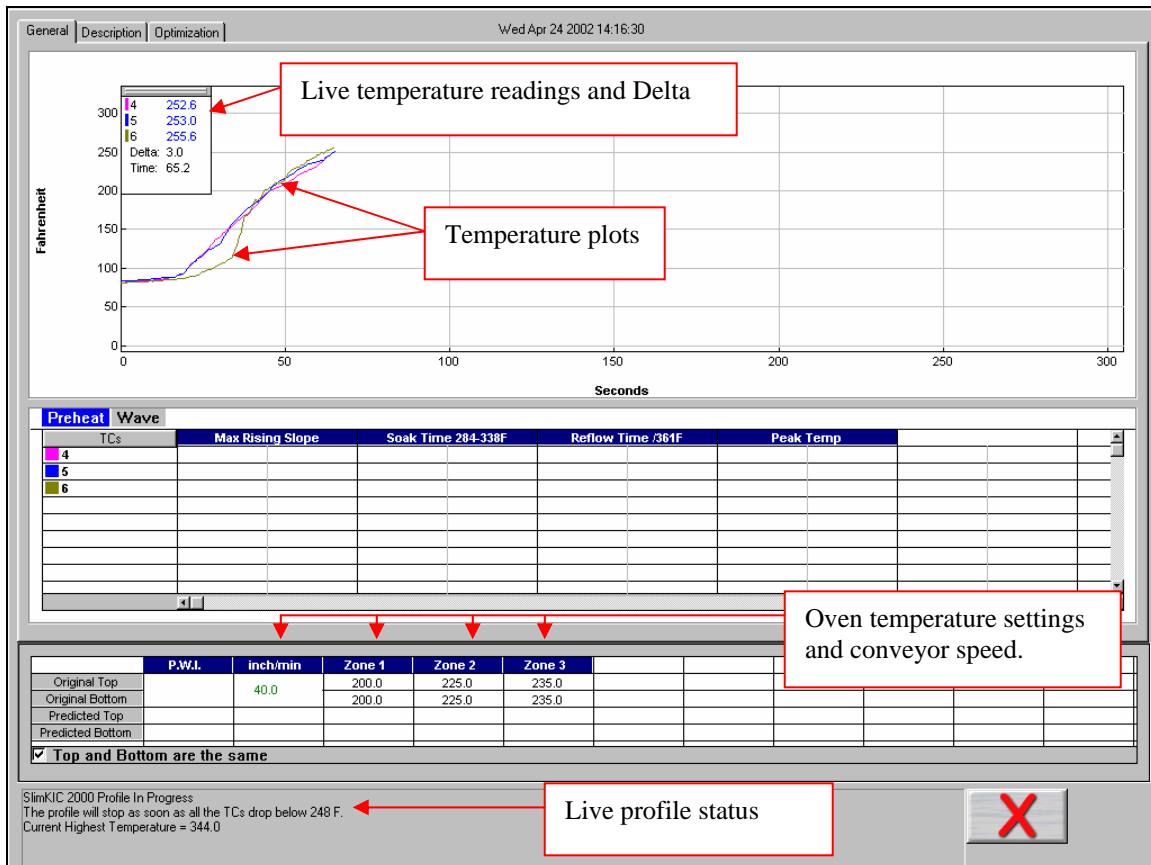 General Description Optimization Wed Apr 24 2002 14:16:30
Live temperature readings and Delta
4 252.6
5 253.0
6 255.6
Delta: 3.0
Time: 65.2
Temperature plots
Fahrenheit
300
250
200
150
100
50
0
0 50 100 150 200 250 300
Seconds
Preheat Wave
TCs Max Rising Slope Soak Time 284-338F Reflow Time /361F Peak Temp
4
5
6
Oven temperature settings
and conveyor speed.
P.W.I. inch/min Zone 1 Zone 2 Zone 3
Original Top 40.0 200.0 225.0 235.0
Original Bottom 200.0 225.0 235.0
Predicted Top
Predicted Bottom
Top and Bottom are the same
SlimKIC 2000 Profile In Progress
The profile will stop as soon as all the TCs drop below 248 F.
Current Highest Temperature = 344.0
Live profile status